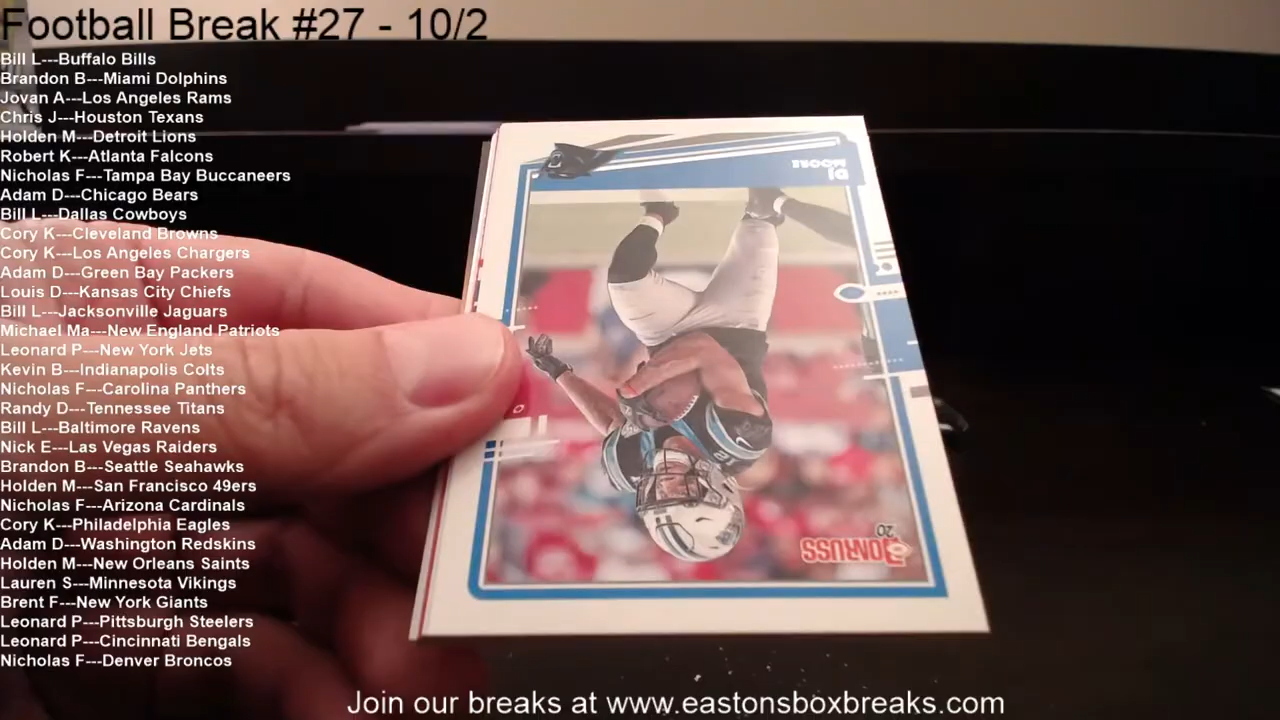 Football Break #27 - 10/2
Bill L---Buffalo Bills
Brandon B---Miami Dolphins
Jovan A---Los Angeles Rams
Chris J---Houston Texans
Holden M---Detroit Lions
Robert K---Atlanta Falcons
Nicholas F---Tampa Bay Buccaneers
Adam D---Chicago Bears
Bill L---Dallas Cowboys
Cory K---Cleveland Browns
Cory K---Los Angeles Chargers
Adam D---Green Bay Packers
Louis D---Kansas City Chiefs
Bill L---Jacksonville Jaguars
Michael Ma---New England Patriots
Leonard P---New York Jets
Kevin B---Indianapolis Colts
Nicholas F---Carolina Panthers
Randy D---Tennessee Titans
Bill L---Baltimore Ravens
Nick E---Las Vegas Raiders
Brandon B---Seattle Seahawks
Holden M---San Francisco 49ers
Nicholas F---Arizona Cardinals
Cory K---Philadelphia Eagles
Adam D---Washington Redskins
Holden M---New Orleans Saints
Lauren S---Minnesota Vikings
Brent F---New York Giants
Leonard P---Pittsburgh Steelers
Leonard P---Cincinnati Bengals
Nicholas F---Denver Broncos
DJ
MOORE
20
DONRUSS
Join our breaks at www.eastonsboxbreaks.com